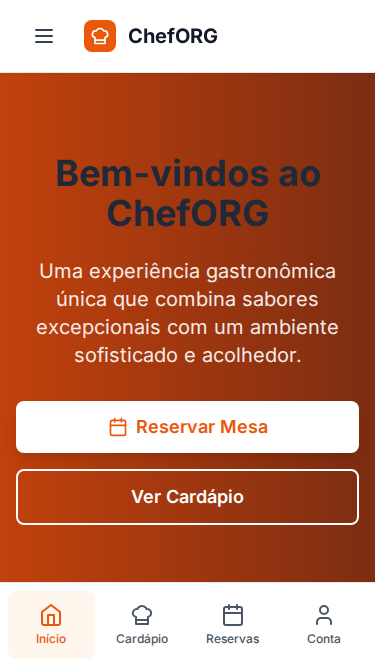 ChefORG
Bem-vindos ao
ChefORG
Uma experiência gastronômica
única que combina sabores
excepcionais com um ambiente
sofisticado e acolhedor.
Reservar Mesa
Ver Cardápio
Início
Cardápio
Reservas
Conta